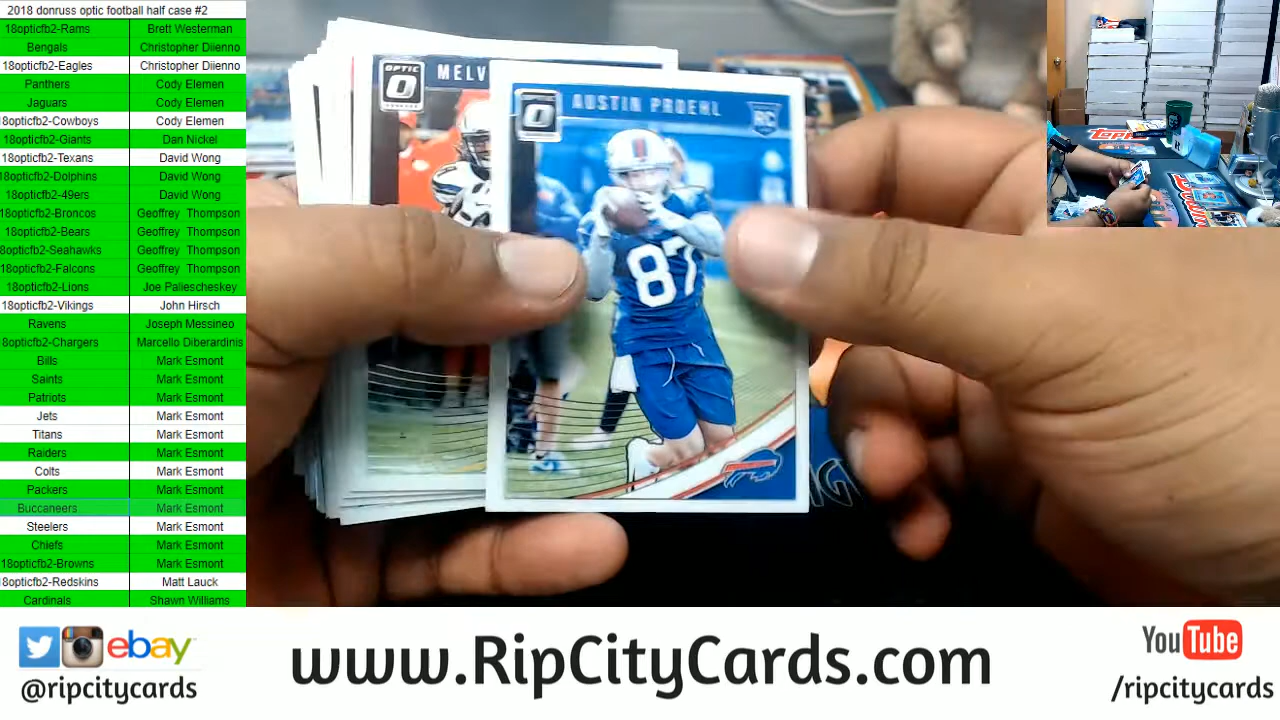 2018 donruss optic football half case #2
18opticfb2-Rams Brett Westerman
Bengals Christopher Diienno
18opticfb2-Eagles Christopher Diienno
Panthers Cody Elemen
Jaguars Cody Elemen
18opticfb2-Cowboys Cody Elemen
18opticfb2-Giants Dan Nickel
18opticfb2-Texans David Wong
18opticfb2-Dolphins David Wong
18opticfb2-49ers David Wong
18opticfb2-Broncos Geoffrey Thompson
18opticfb2-Bears Geoffrey Thompson
8opticfb2-Seahawks Geoffrey Thompson
18opticfb2-Falcons Geoffrey Thompson
18opticfb2-Lions Joe Paliescheskey
18opticfb2-Vikings John Hirsch
Ravens Joseph Messineo
8opticfb2-Chargers Marcello Diberardinis
Bills Mark Esmont
Saints Mark Esmont
Patriots Mark Esmont
Jets Mark Esmont
Titans Mark Esmont
Raiders Mark Esmont
Colts Mark Esmont
Packers Mark Esmont
Buccaneers Mark Esmont
Steelers Mark Esmont
Chiefs Mark Esmont
18opticfb2-Browns Mark Esmont
8opticfb2-Redskins Matt Lauck
Cardinals Shawn Williams
OPTIC
MELV
AUSTIN PROEHL
RC
87
Topps
ebay
@ripcitycards
www.RipCityCards.com
YouTube
/ripcitycards